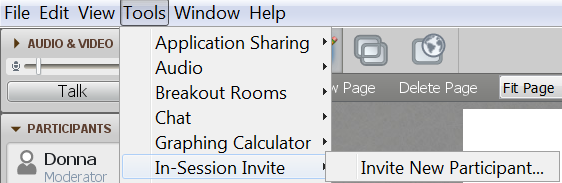 File Edit View Tools Window Help
AUDIO & VIDEO
Talk
PARTICIPANTS
Donna
Moderator
Application Sharing
Audio
Breakout Rooms
Chat
Graphing Calculator
In-Session Invite
Invite New Participant...
Page Delete Page Fit Page